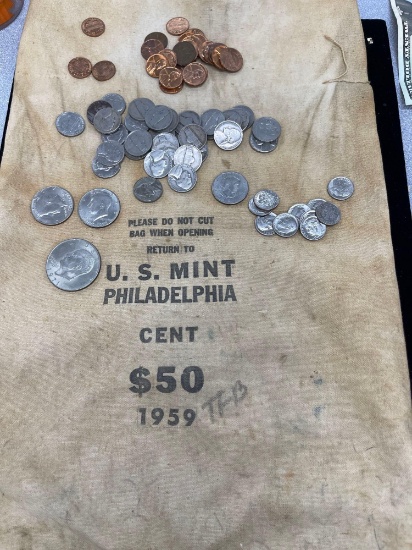 PLEASE DO NOT CUT
BAG WHEN OPENING
RETURN TO
U. S. MINT
PHILADELPHIA
CENT
$50
1959